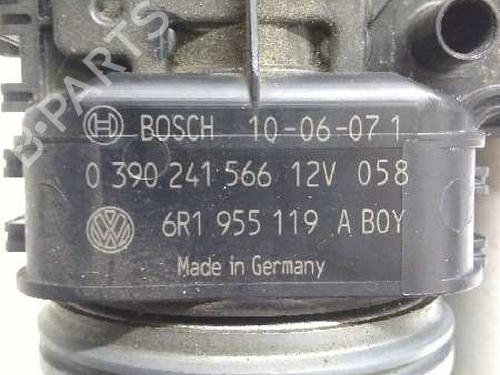 BOSCH 10-06-07 1
0 390 241 566 12V 058
6R1 955 119 A BOY
Made in Germany
B-PARTS